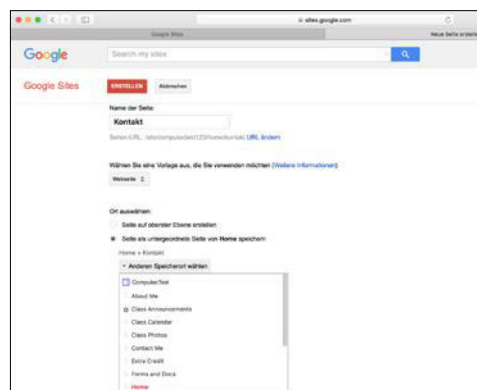 sites.google.com
Google Sites
Neue Seite erstelle
Google
Search my sites
Google Sites
ERSTELLEN
Abbrechen
Name der Seite:
Kontakt
URL ändern
Wählen Sie eine Vorlage aus, die Sie verwenden möchten (Weitere Informationen)
Webseite
Ort auswählen:
Seite auf oberster Ebene erstellen
Seite als untergeordnete Seite von Home speichern
Home » Kontakt
Anderen Speicherort wählen
ComputerTest
About Me
Class Announcements
Class Calendar
Class Photos
Contact Me
Extra Credit
Forms and Docs
Home